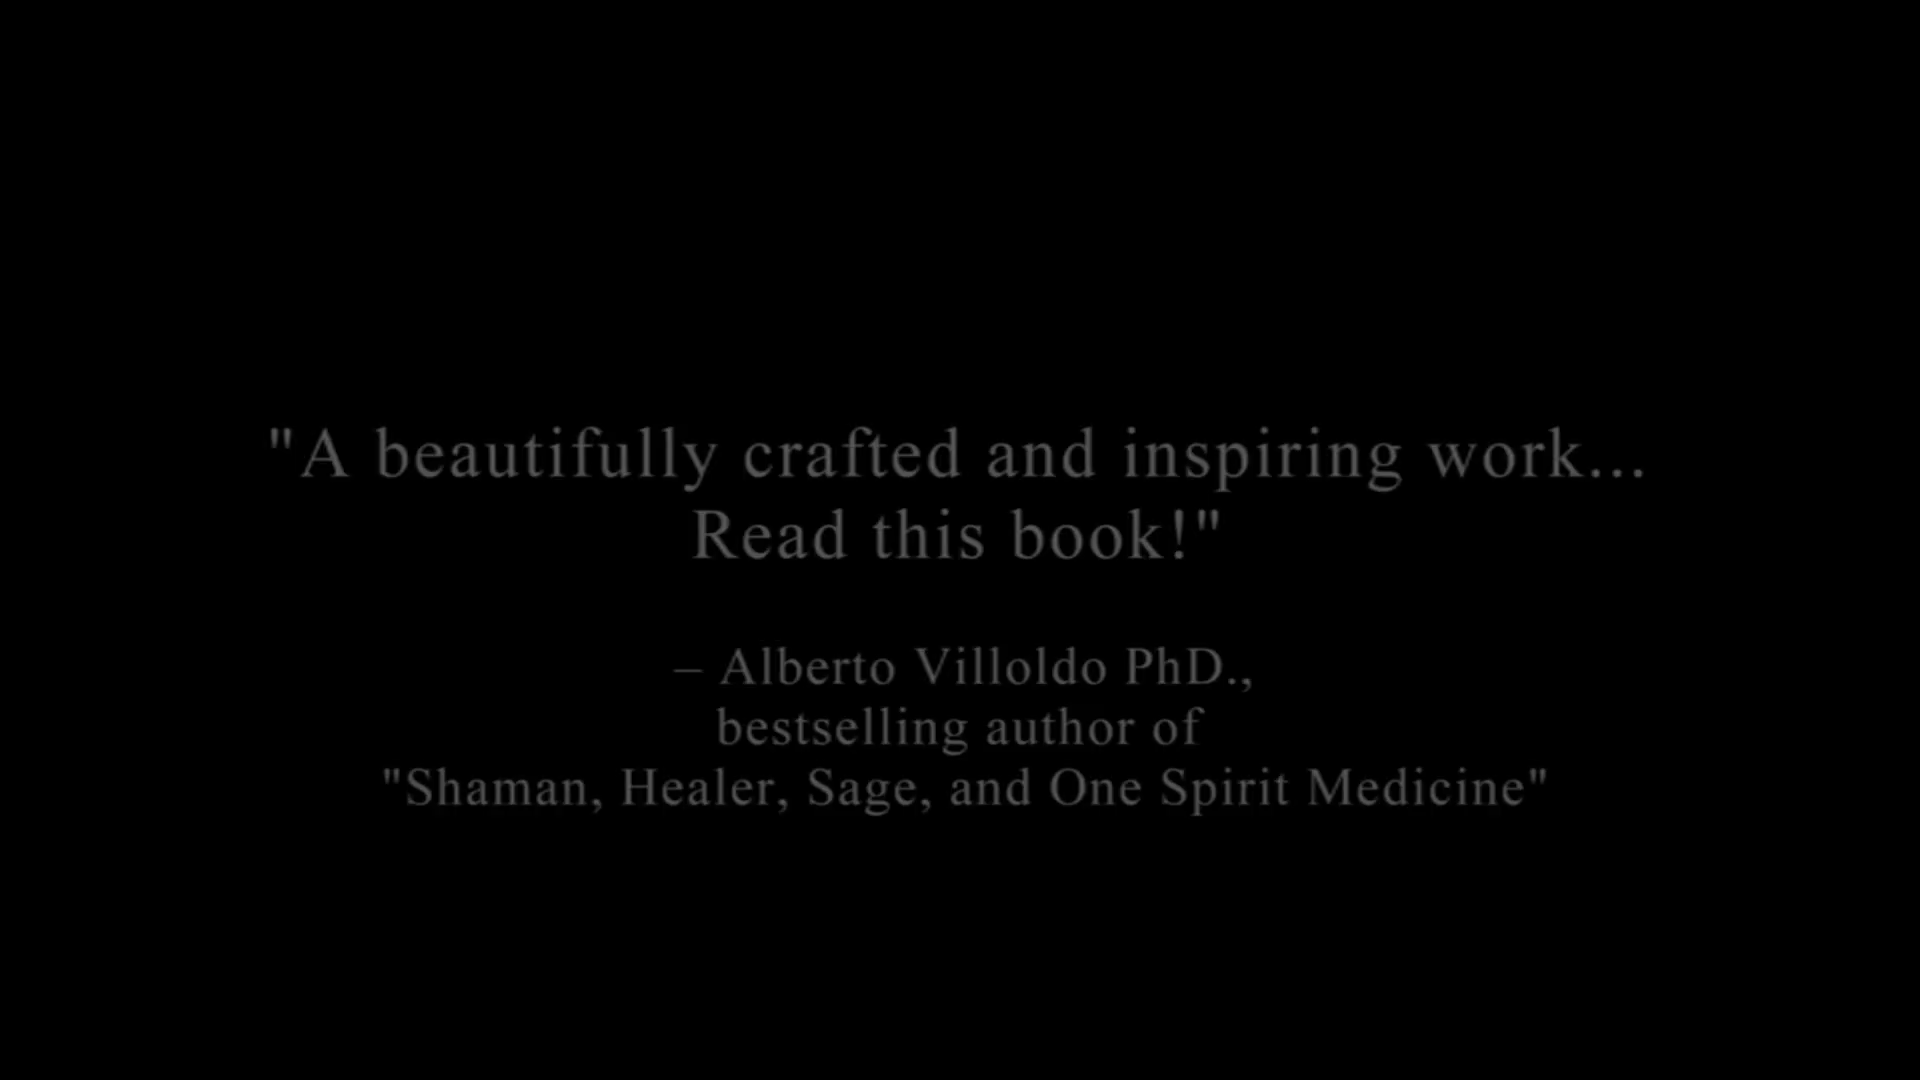 "A beautifully crafted and inspiring work...
Read this book!"
– Alberto Villoldo PhD.,
bestselling author of
"Shaman, Healer, Sage, and One Spirit Medicine"